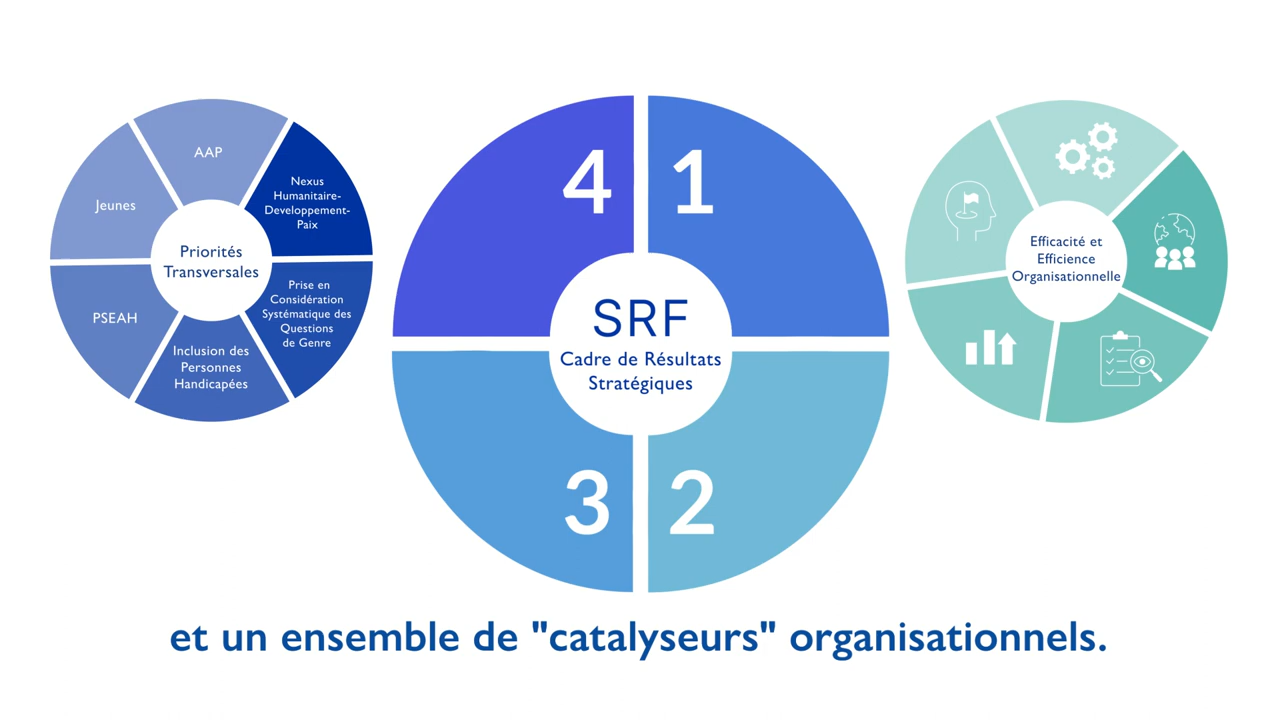 AAP
Nexus
Humanitaire-
Developpement-
Paix
Jeunes
Priorités
Transversales
PSEAH
Prise en
Considération
Systématique des
Questions
de Genre
Inclusion des
Personnes
Handicapées
4
1
SRF
Cadre de Résultats
Stratégiques
3
2
Efficacité et
Efficience
Organisationnelle
et un ensemble de "catalyseurs" organisationnels.